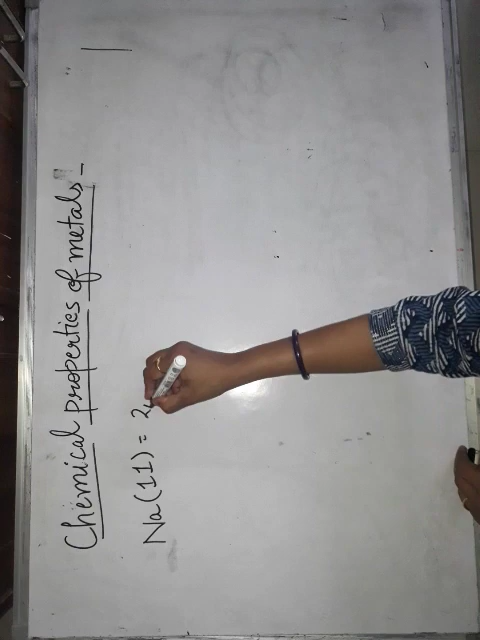 Chemical properties of metals :-
Na (11) = 2,